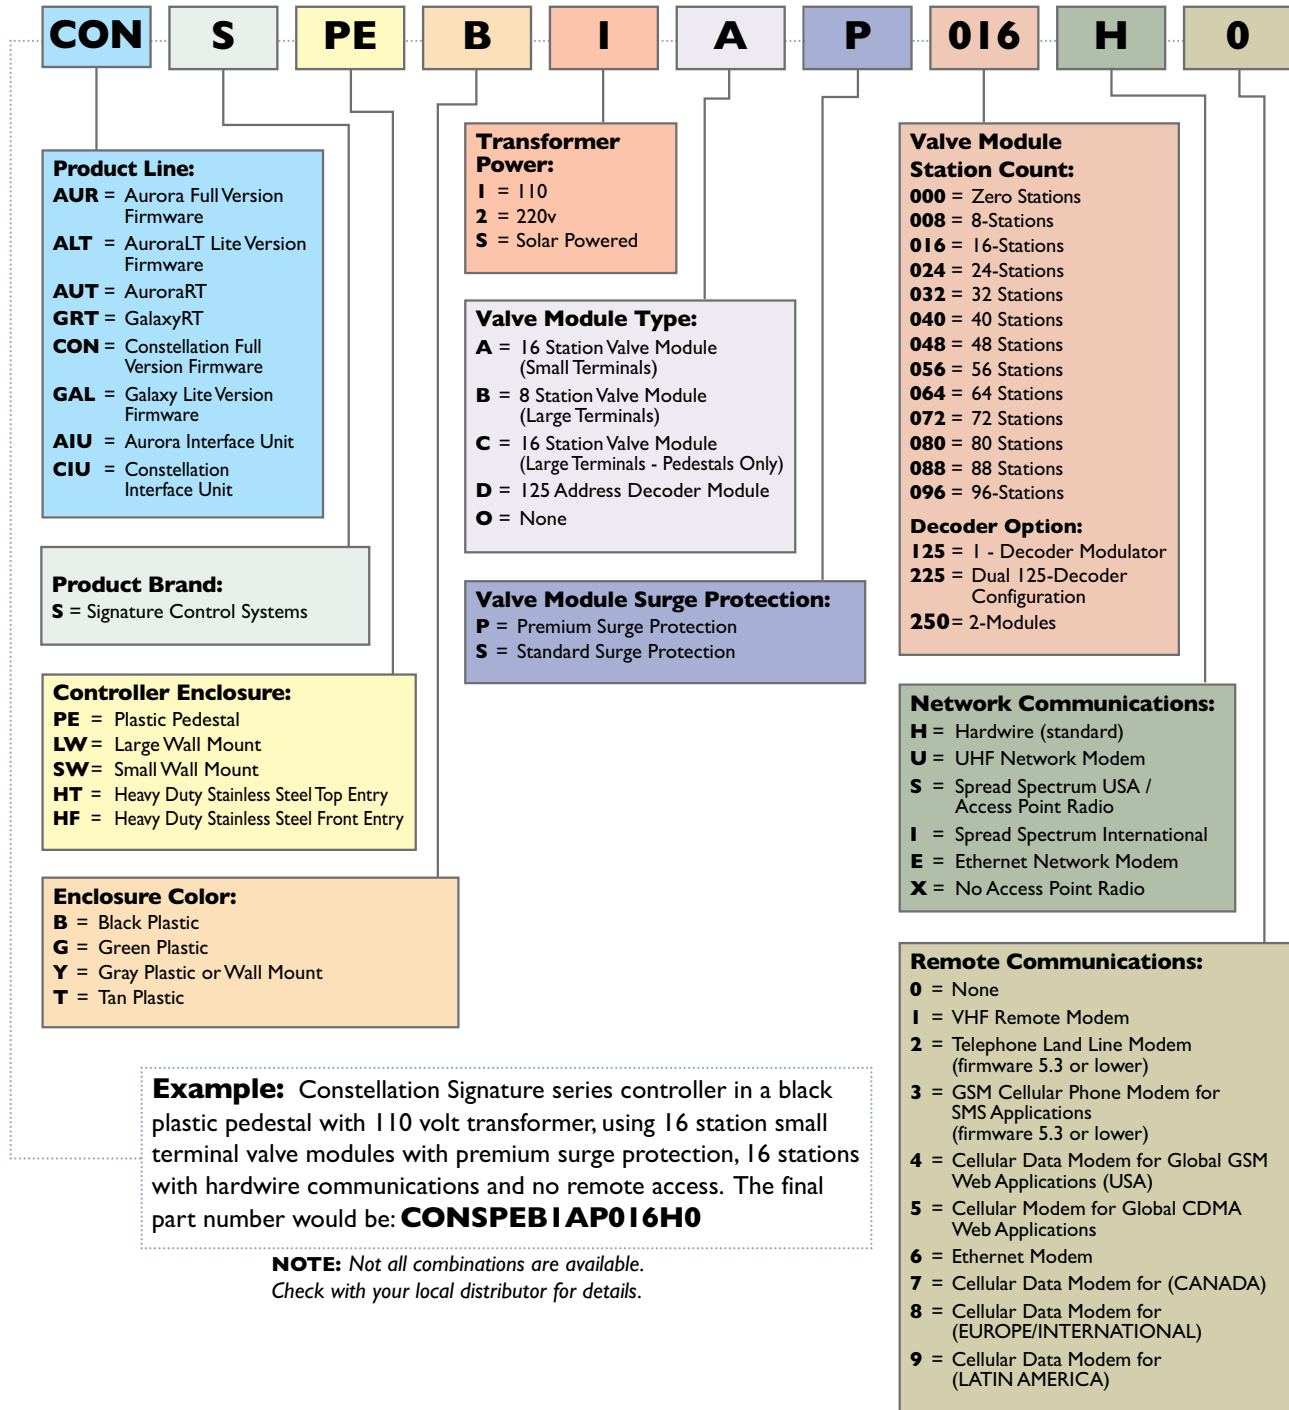 CON S PE B 1 A P 016 H 0
Product Line:
AUR = Aurora Full Version
Firmware
ALT = AuroraLT Lite Version
Firmware
AUT = AuroraRT
GRT = GalaxyRT
CON = Constellation Full
Version Firmware
GAL = Galaxy Lite Version
Firmware
AIU = Aurora Interface Unit
CIU = Constellation
Interface Unit
Product Brand:
S = Signature Control Systems
Controller Enclosure:
PE = Plastic Pedestal
LW = Large Wall Mount
SW = Small Wall Mount
HT = Heavy Duty Stainless Steel Top Entry
HF = Heavy Duty Stainless Steel Front Entry
Enclosure Color:
B = Black Plastic
G = Green Plastic
Y = Gray Plastic or Wall Mount
T = Tan Plastic
Transformer
Power:
1 = 110
2 = 220v
S = Solar Powered
Valve Module Type:
A = 16 Station Valve Module
(Small Terminals)
B = 8 Station Valve Module
(Large Terminals)
C = 16 Station Valve Module
(Large Terminals - Pedestals Only)
D = 125 Address Decoder Module
O = None
Valve Module Surge Protection:
P = Premium Surge Protection
S = Standard Surge Protection
Valve Module
Station Count:
000 = Zero Stations
008 = 8-Stations
016 = 16-Stations
024 = 24-Stations
032 = 32 Stations
040 = 40 Stations
048 = 48 Stations
056 = 56 Stations
064 = 64 Stations
072 = 72 Stations
080 = 80 Stations
088 = 88 Stations
096 = 96-Stations
Decoder Option:
125 = 1 - Decoder Modulator
225 = Dual 125-Decoder
Configuration
250 = 2-Modules
Network Communications:
H = Hardwire (standard)
U = UHF Network Modem
S = Spread Spectrum USA /
Access Point Radio
I = Spread Spectrum International
E = Ethernet Network Modem
X = No Access Point Radio
Remote Communications:
0 = None
1 = VHF Remote Modem
2 = Telephone Land Line Modem
(firmware 5.3 or lower)
3 = GSM Cellular Phone Modem for
SMS Applications
(firmware 5.3 or lower)
4 = Cellular Data Modem for Global GSM
Web Applications (USA)
5 = Cellular Modem for Global CDMA
Web Applications
6 = Ethernet Modem
7 = Cellular Data Modem for (CANADA)
8 = Cellular Data Modem for
(EUROPE/INTERNATIONAL)
9 = Cellular Data Modem for
(LATIN AMERICA)
Example: Constellation Signature series controller in a black
plastic pedestal with 110 volt transformer, using 16 station small
terminal valve modules with premium surge protection, 16 stations
with hardwire communications and no remote access. The final
part number would be: CONSPEB1AP016H0
NOTE: Not all combinations are available.
Check with your local distributor for details.